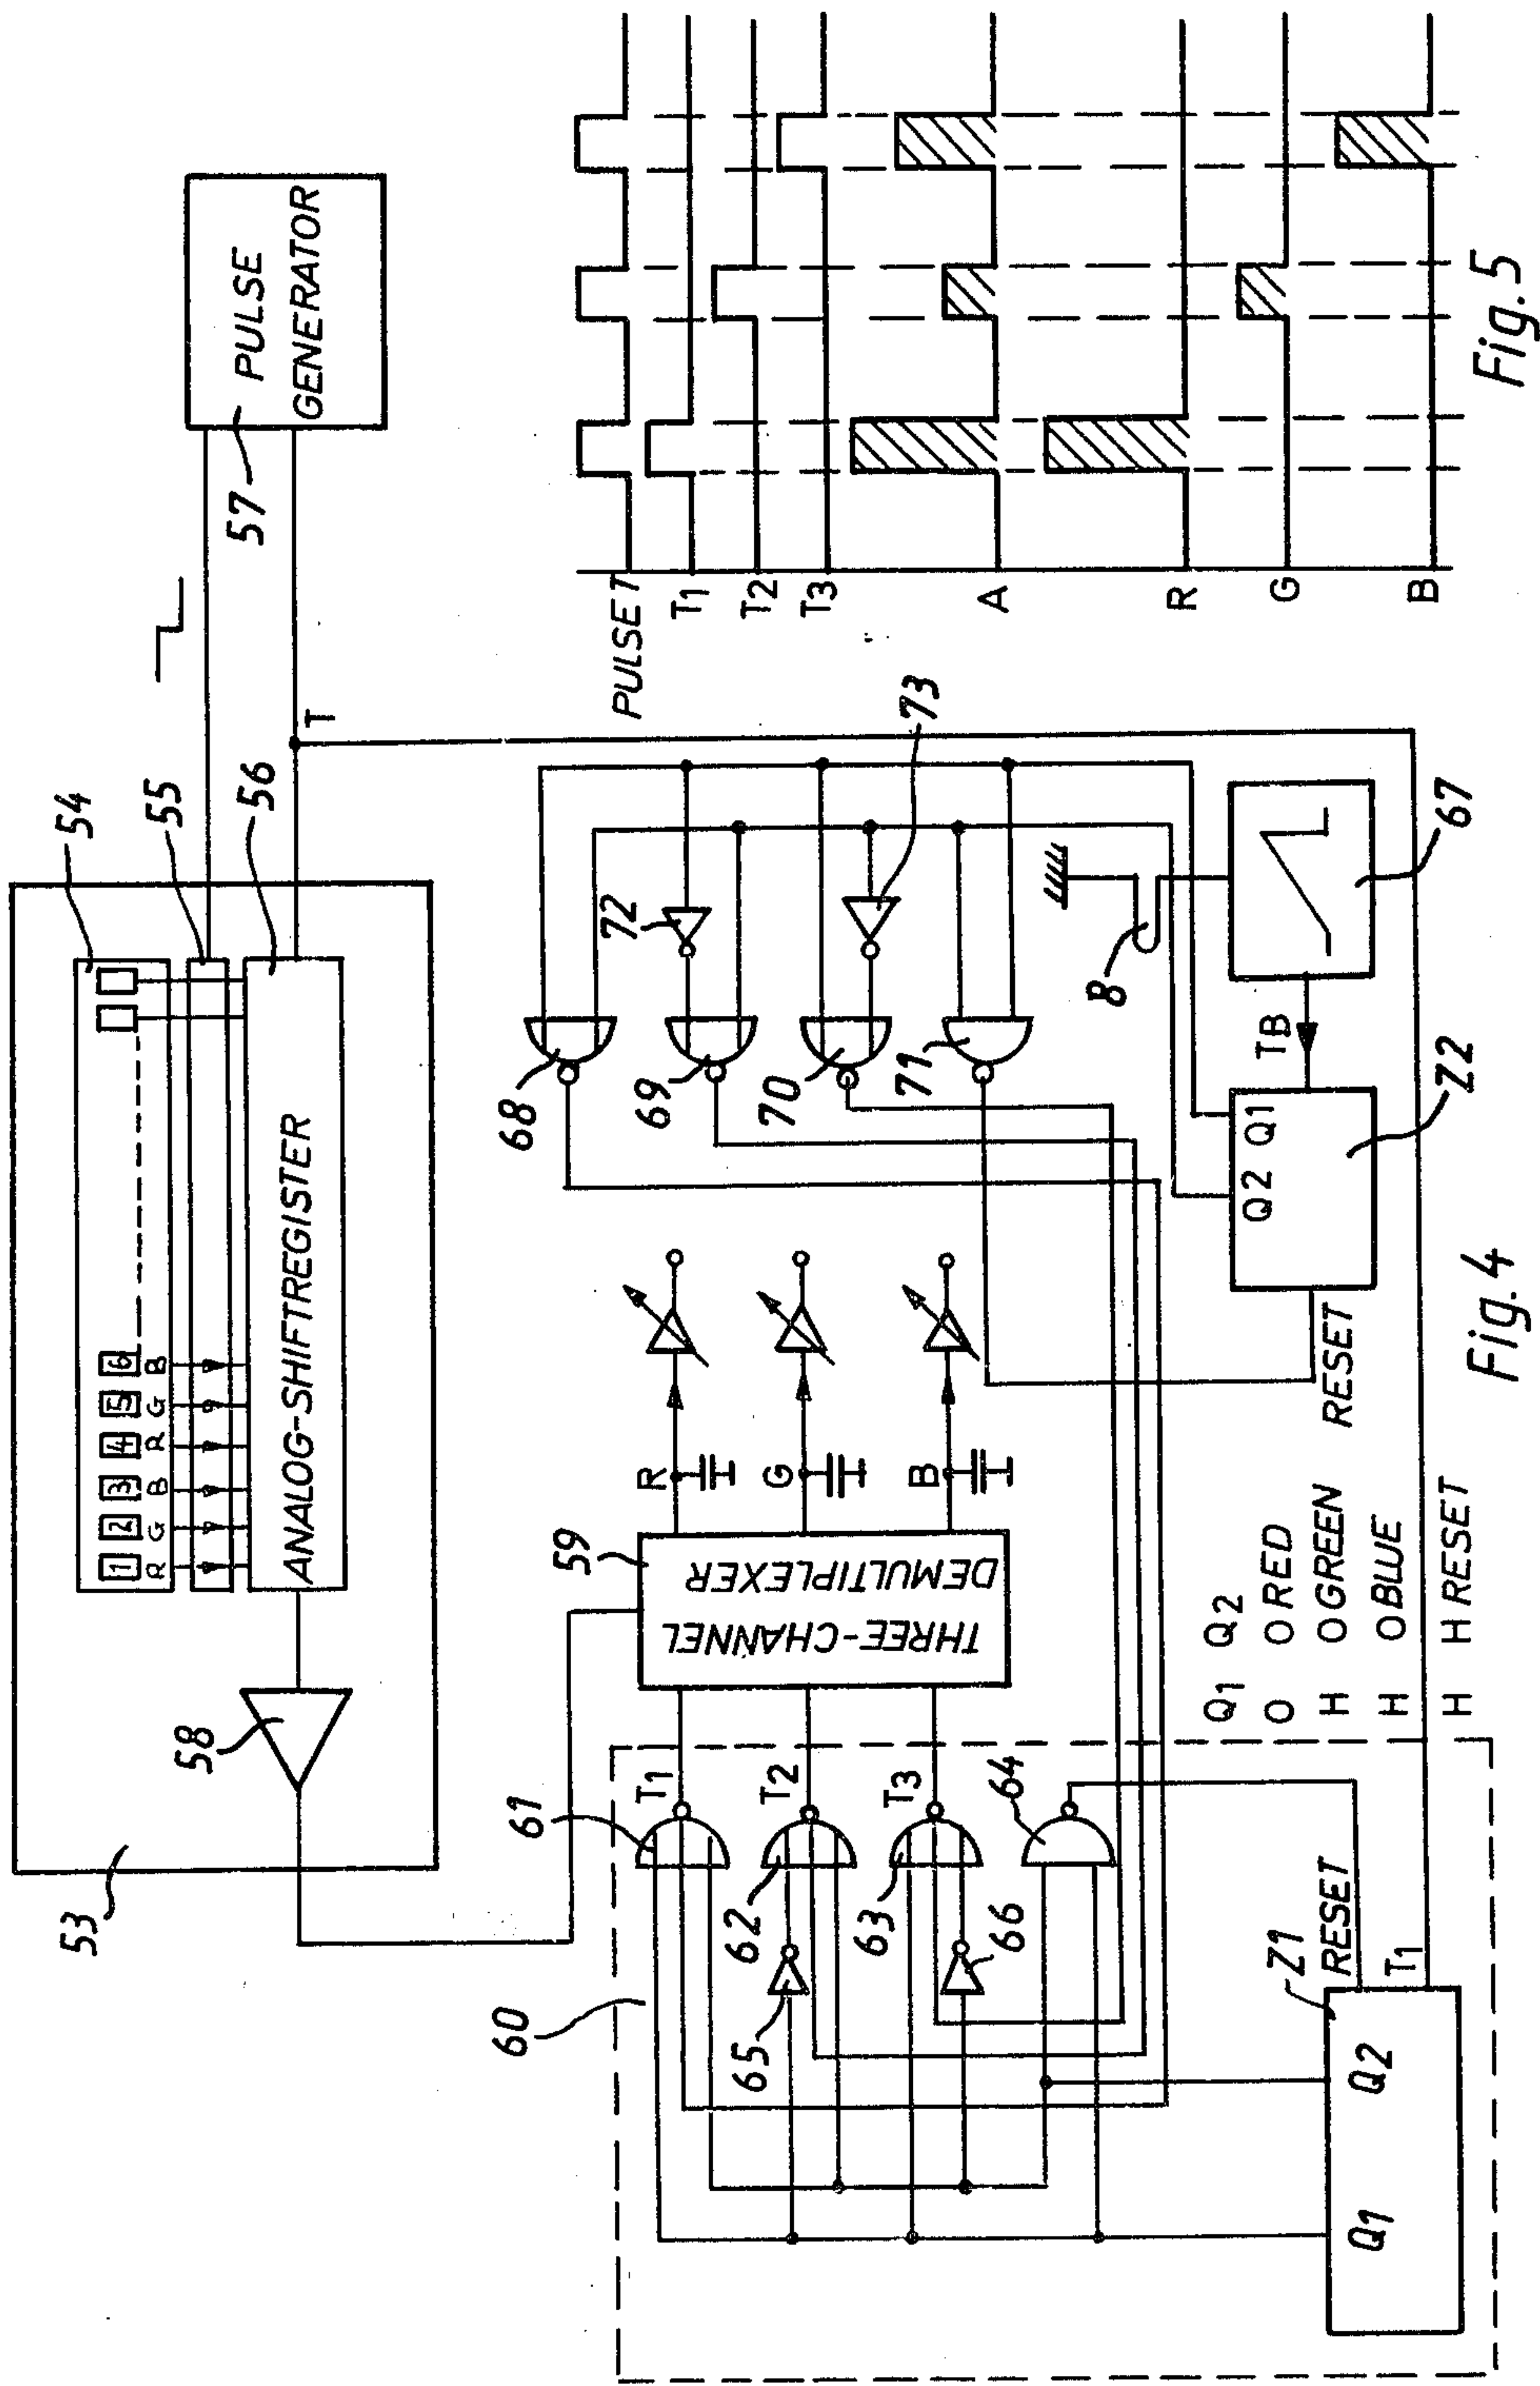 53
54
55
56
1 2 3 4 5 6
R G B R G B
ANALOG-SHIFTREGISTER
58
57
PULSE
GENERATOR
T
60
61
T1
62
T2
63
T3
64
65
66
59
THREE-CHANNEL
DEMULTIPLEXER
R
G
B
68
69
70
71
72
73
8
67
TB
Z2
Q2 Q1
RESET
Z1
RESET
T1
Q1 Q2
Q1 Q2
O O RED
H O GREEN
H O BLUE
H H RESET
Fig. 4
PULSE T
T1
T2
T3
A
R
G
B
Fig. 5